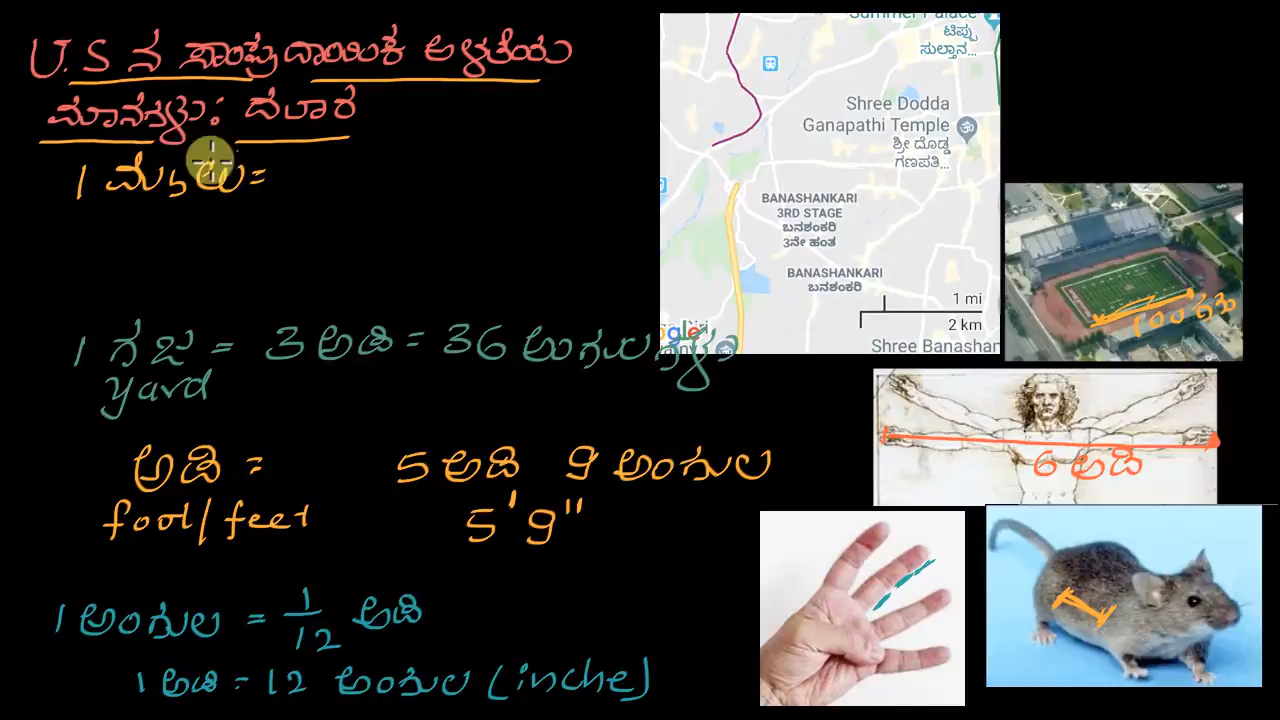 U.S ನ ಸಾಂಪ್ರದಾಯಿಕ ಅಳತೆಯ
ಮಾನಗಳು: ದೂರ
1 ಮೈಲು =
1 ಗಜ = 3 ಅಡಿ = 36 ಅಂಗುಲಗಳು
yard
ಅಡಿ = 5 ಅಡಿ 9 ಅಂಗುಲ
foot/feet 5' 9"
1 ಅಂಗುಲ = 1/12 ಅಡಿ
1 ಅಡಿ = 12 ಅಂಗುಲ (inche)
Summer Palace
ಟಿಪ್ಪು
ಸುಲ್ತಾನ...
Shree Dodda
Ganapathi Temple
ಶ್ರೀ ದೊಡ್ಡ
ಗಣಪತಿ...
BANASHANKARI
3RD STAGE
ಬನಶಂಕರಿ
3ನೇ ಹಂತ
BANASHANKARI
ಬನಶಂಕರಿ
1 mi
2 km
Shree Banashan
100
6 ಅಡಿ